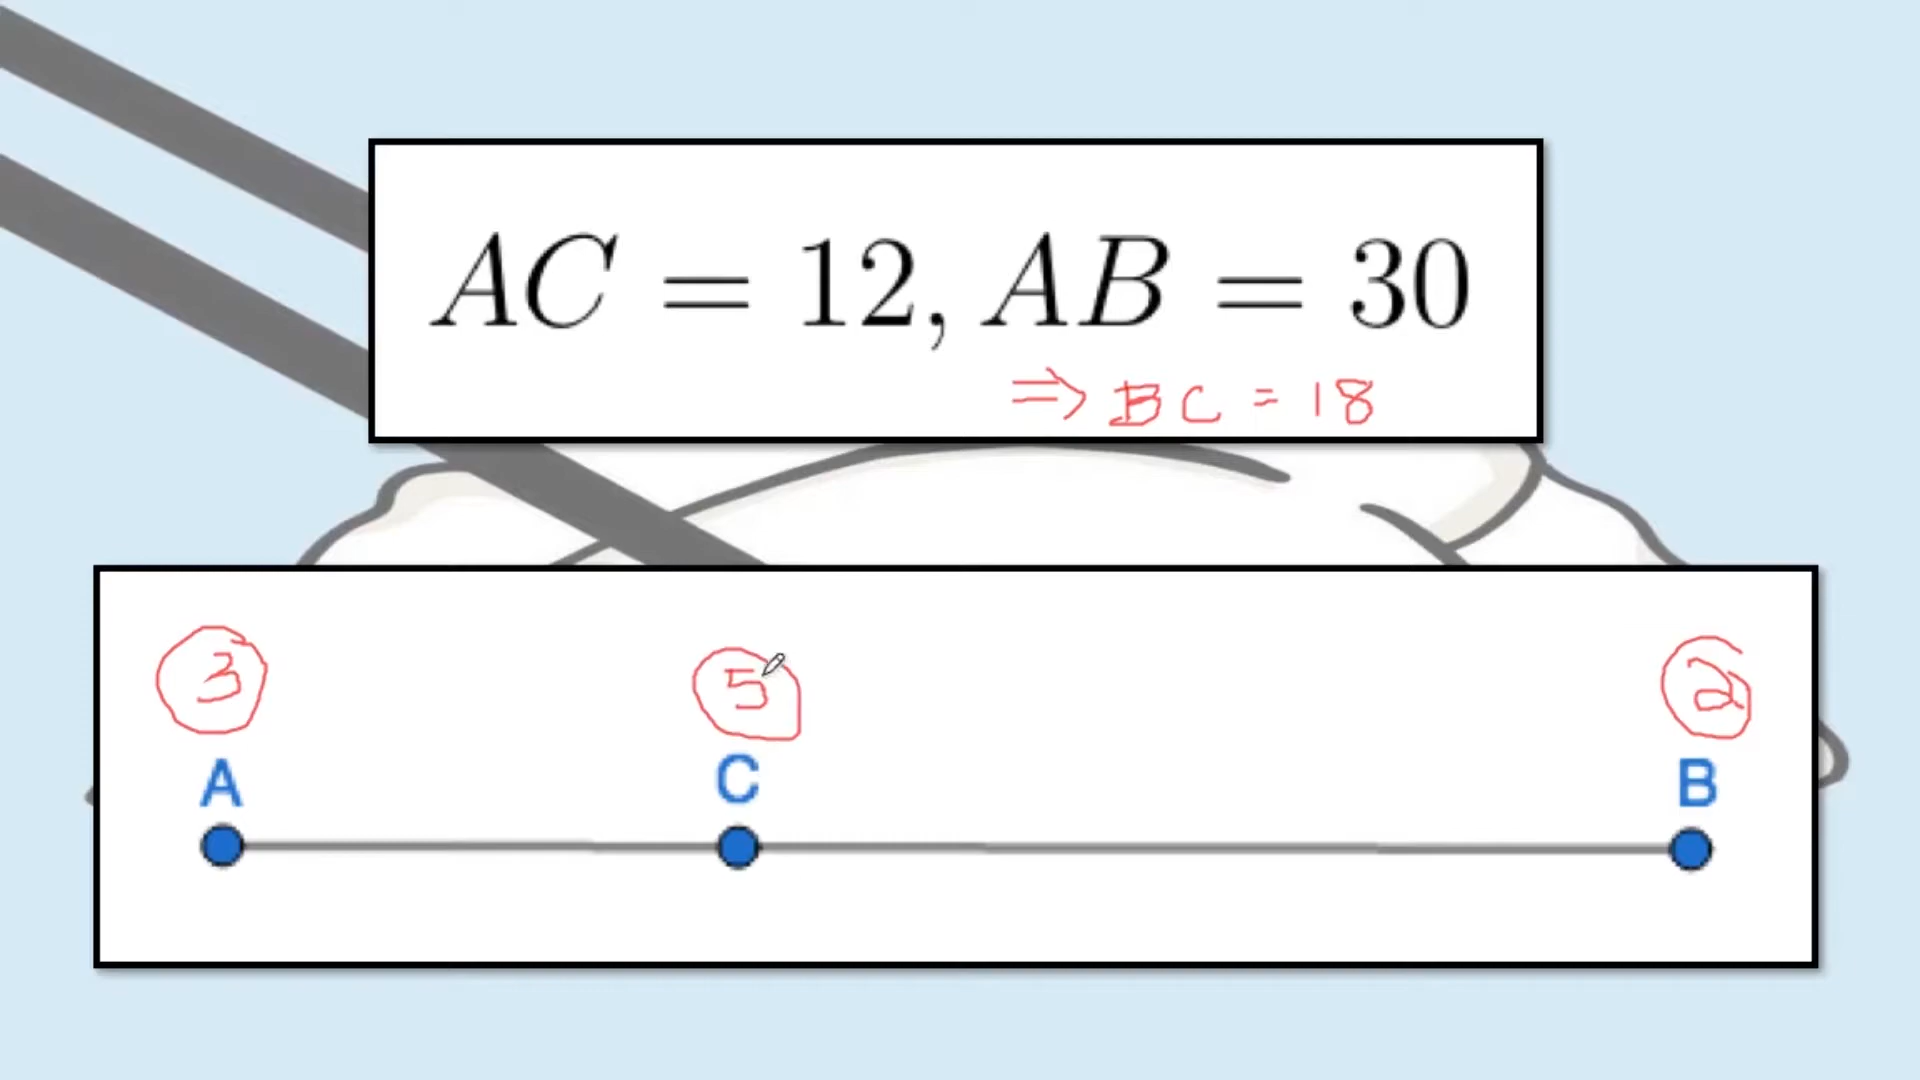 AC = 12, AB = 30
⇒ BC = 18
3 5 2
A C B